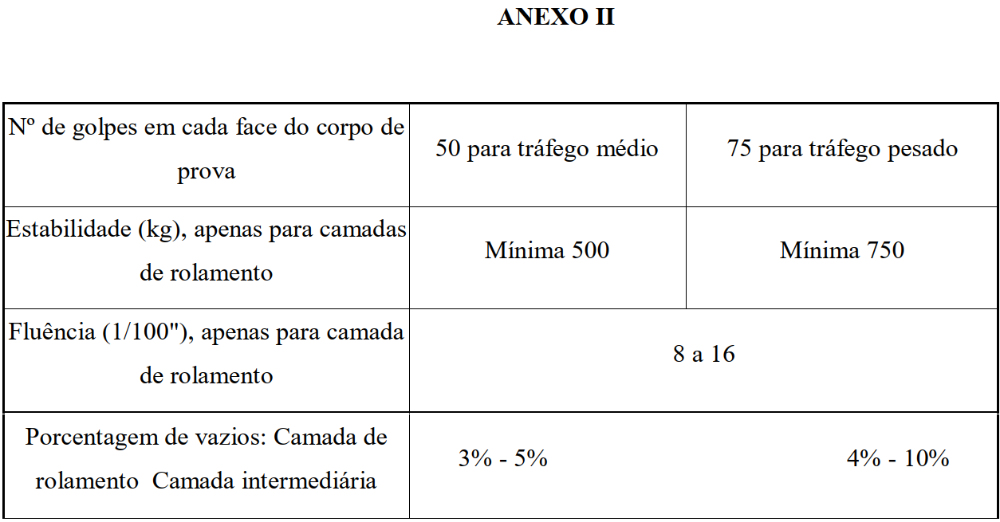 ANEXO II
Nº de golpes em cada face do corpo de
prova
50 para tráfego médio
75 para tráfego pesado
Estabilidade (kg), apenas para camadas
de rolamento
Mínima 500
Mínima 750
Fluência (1/100"), apenas para camada
de rolamento
8 a 16
Porcentagem de vazios: Camada de
rolamento  Camada intermediária
3% - 5%
4% - 10%